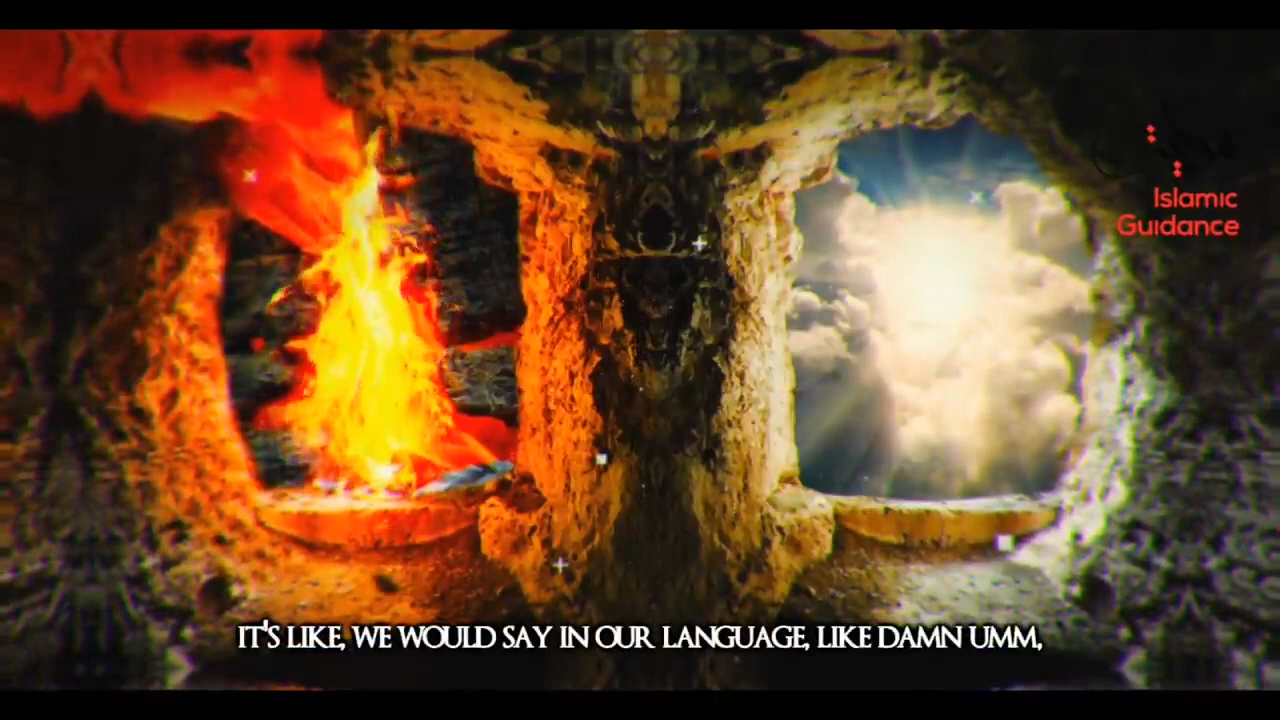 Islamic
Guidance
IT'S LIKE, WE WOULD SAY IN OUR LANGUAGE, LIKE DAMN UMM,